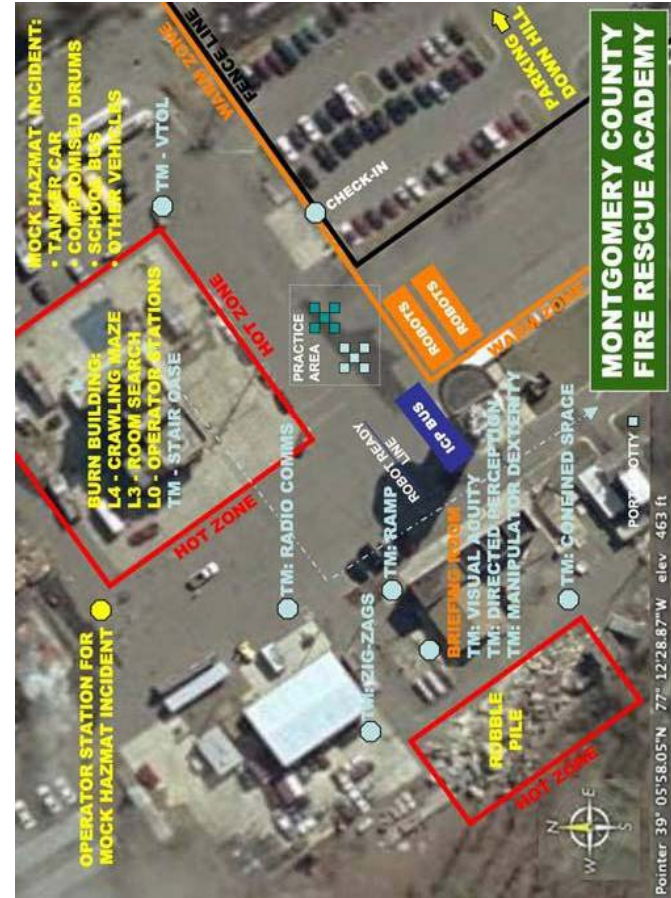 MOCK HAZMAT INCIDENT:
• TANKER CAR
• COMPROMISED DRUMS
• SCHOOL BUS
• OTHER VEHICLES
TM - VTOL
WARM ZONE
FENCE LINE
PARKING
DOWN HILL
CHECK-IN
BURN BUILDING:
L4 - CRAWLING MAZE
L3 - ROOM SEARCH
L0 - OPERATOR STATIONS
TM - STAIR CASE
HOT ZONE
HOT ZONE
PRACTICE
AREA
ROBOTS
ROBOTS
WARM ZONE
OPERATOR STATION FOR
MOCK HAZMAT INCIDENT
TM: RADIO COMMS
ROBOT READY
LINE
ICP BUS
TM: RAMP
TM: ZIG-ZAGS
BRIEFING ROOM
TM: VISUAL ACUITY
TM: DIRECTED PERCEPTION
TM: MANIPULATOR DEXTERITY
TM: CONFINED SPACE
PORT-A-POTTY
RUBBLE
PILE
HOT ZONE
N
W
E
S
MONTGOMERY COUNTY
FIRE RESCUE ACADEMY
Pointer 39° 05'58.05"N 77° 12'28.87"W elev 463 ft